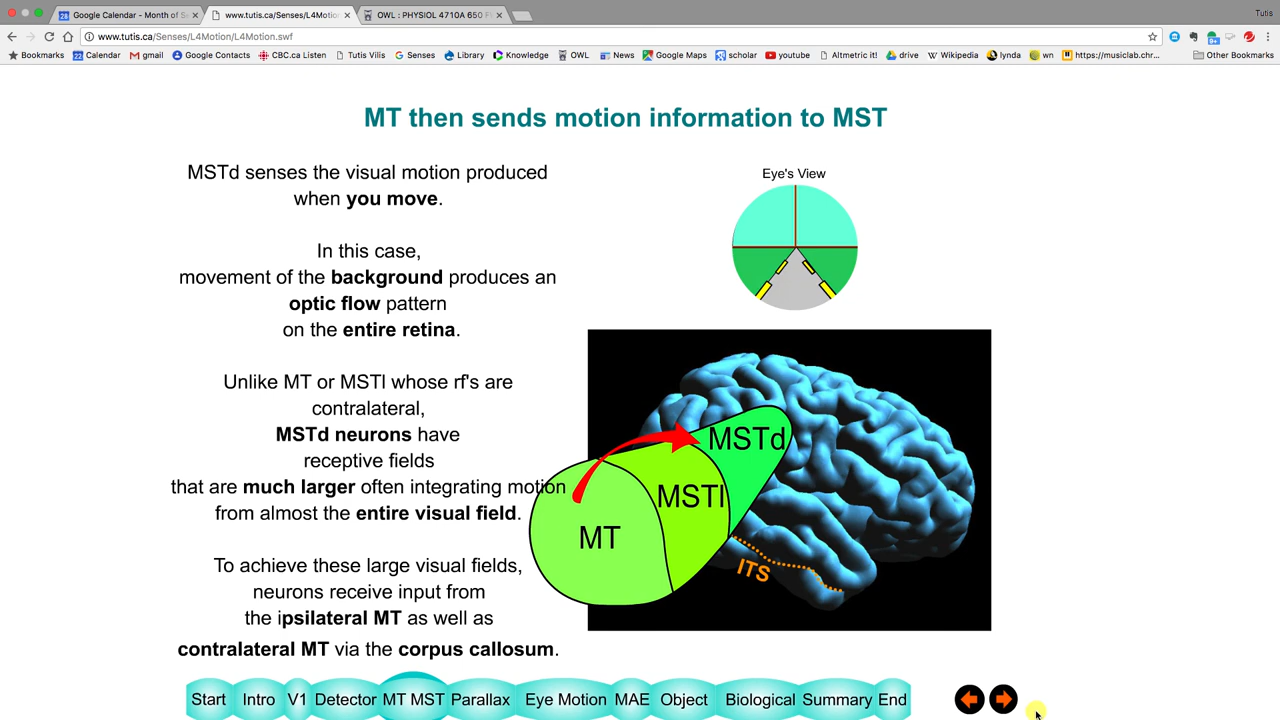 Google Calendar - Month of S
www.tutis.ca/Senses/L4Motio
OWL : PHYSIOL 4710A 650 F
Tutis
www.tutis.ca/Senses/L4Motion/L4Motion.swf
Bookmarks Calendar gmail Google Contacts CBC.ca Listen Tutis Vilis Senses Library Knowledge OWL News Google Maps scholar youtube Altmetric it! drive Wikipedia lynda wn https://musiclab.chr... Other Bookmarks
MT then sends motion information to MST
MSTd senses the visual motion produced
when you move.
In this case,
movement of the background produces an
optic flow pattern
on the entire retina.
Unlike MT or MSTl whose rf's are
contralateral,
MSTd neurons have
receptive fields
that are much larger often integrating motion
from almost the entire visual field.
To achieve these large visual fields,
neurons receive input from
the ipsilateral MT as well as
contralateral MT via the corpus callosum.
Eye's View
MSTd
MSTl
MT
ITS
Start Intro V1 Detector MT MST Parallax Eye Motion MAE Object Biological Summary End